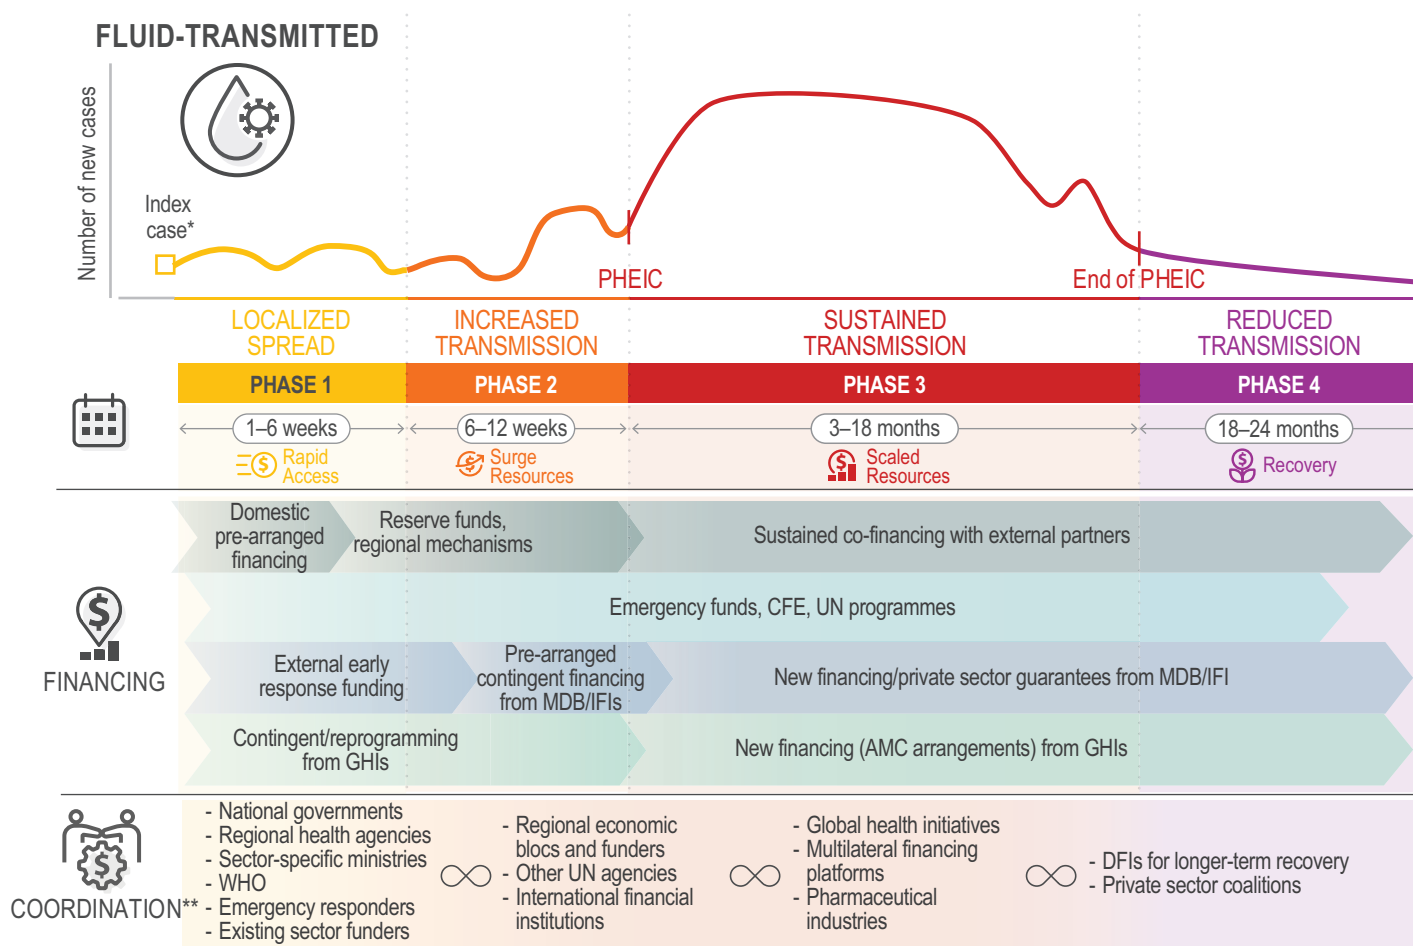 FLUID-TRANSMITTED
Number of new cases
Index
case*
PHEIC
End of PHEIC
LOCALIZED
SPREAD
INCREASED
TRANSMISSION
SUSTAINED
TRANSMISSION
REDUCED
TRANSMISSION
PHASE 1
PHASE 2
PHASE 3
PHASE 4
1–6 weeks
6–12 weeks
3–18 months
18–24 months
Rapid
Access
Surge
Resources
Scaled
Resources
Recovery
FINANCING
Domestic
pre-arranged
financing
Reserve funds,
regional mechanisms
Sustained co-financing with external partners
Emergency funds, CFE, UN programmes
External early
response funding
Pre-arranged
contingent financing
from MDB/IFIs
New financing/private sector guarantees from MDB/IFI
Contingent/reprogramming
from GHIs
New financing (AMC arrangements) from GHIs
COORDINATION**
- National governments
- Regional health agencies
- Sector-specific ministries
- WHO
- Emergency responders
- Existing sector funders
- Regional economic
blocs and funders
- Other UN agencies
- International financial
institutions
- Global health initiatives
- Multilateral financing
platforms
- Pharmaceutical
industries
- DFIs for longer-term recovery
- Private sector coalitions